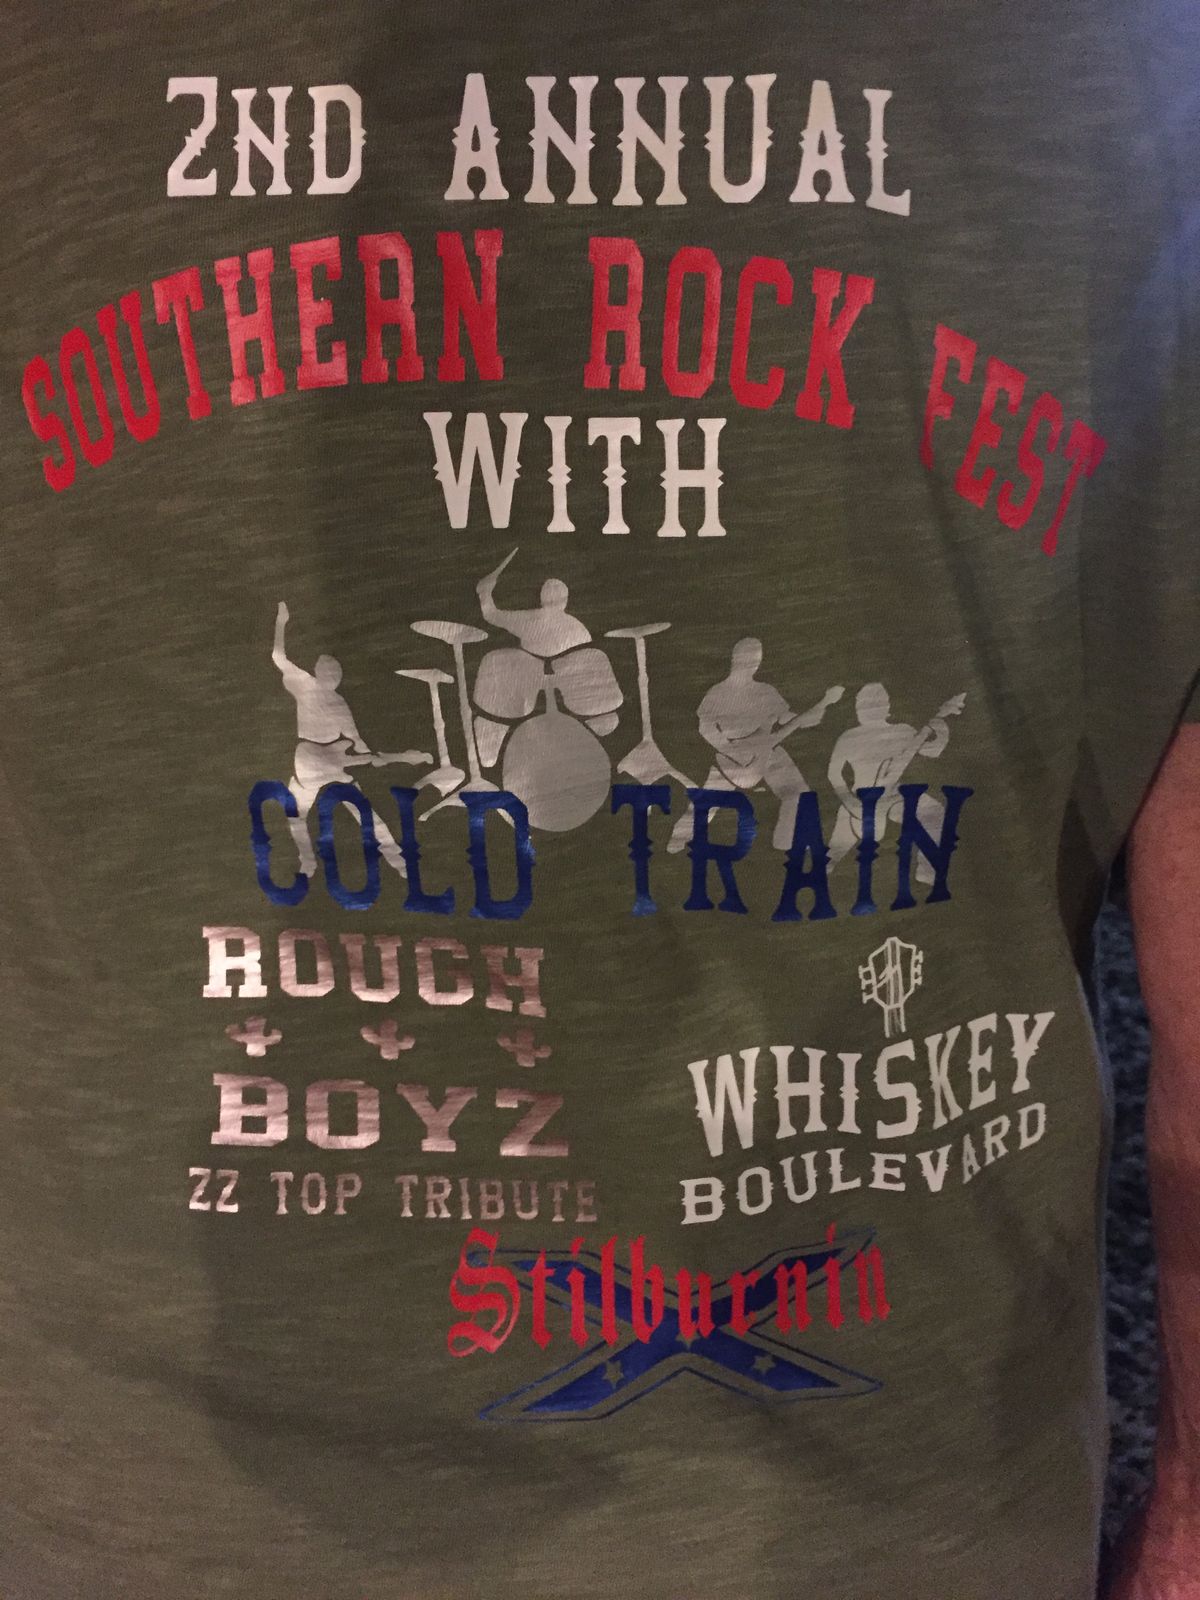 2ND ANNUAL
SOUTHERN ROCK FEST
WITH
COLD TRAIN
ROUGH
BOYZ
ZZ TOP TRIBUTE
WHISKEY
BOULEVARD
Stilburnin